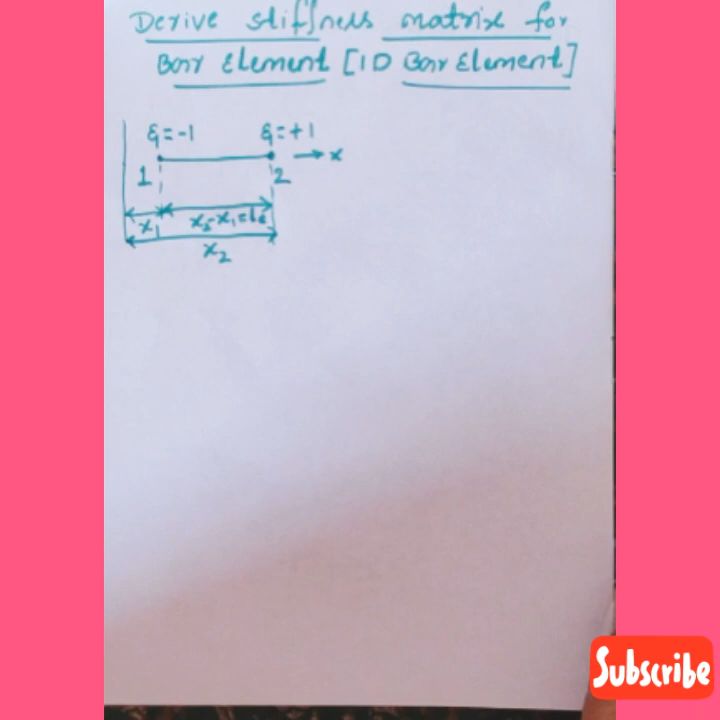 Derive stiffness matrix for
Bar Element [1D Bar Element]
ξ=-1 ξ=+1
→ x
1 2
x₁ x₂-x₁=le
x₂
Subscribe